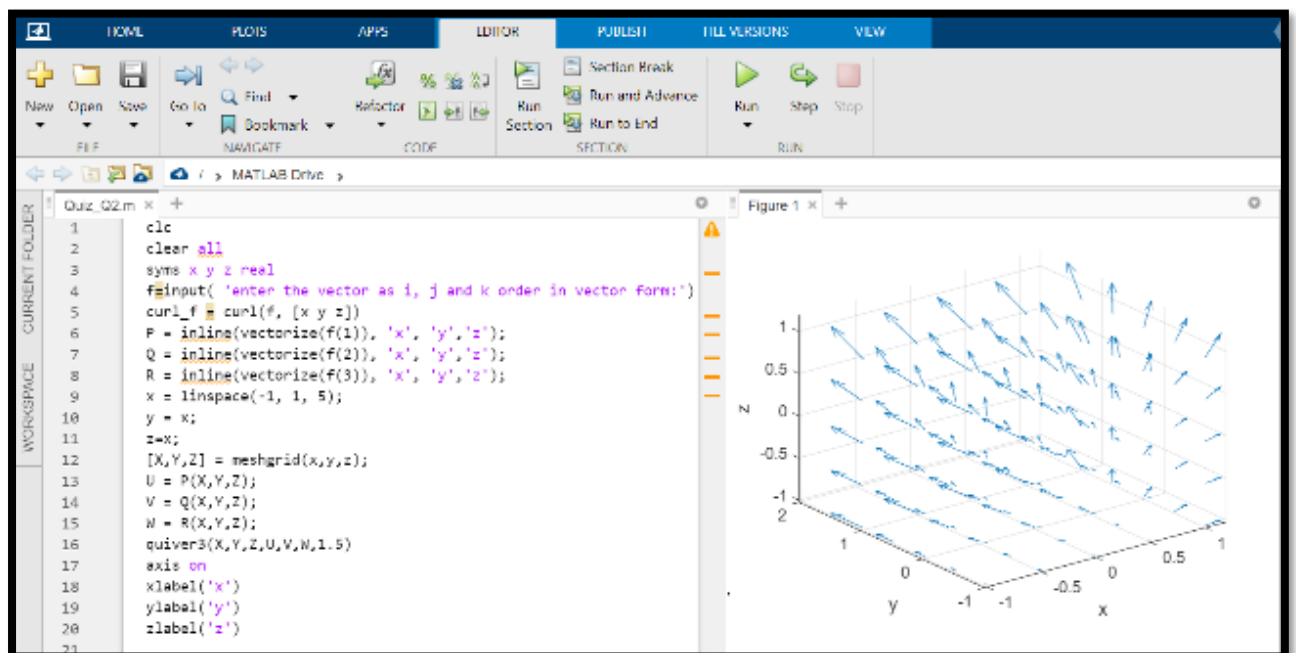 HOME PLOTS APPS EDITOR PUBLISH FILE VERSIONS VIEW
New Open Save Go To Find Bookmark Refactor Run Section Section Break Run and Advance Run to End Run Step Stop
FILE NAVIGATE CODE SECTION RUN
/ > MATLAB Drive >
CURRENT FOLDER
WORKSPACE
Quiz_Q2.m × +
1 clc
2 clear all
3 syms x y z real
4 f=input( 'enter the vector as i, j and k order in vector form:')
5 curl_f = curl(f, [x y z])
6 P = inline(vectorize(f(1)), 'x', 'y','z');
7 Q = inline(vectorize(f(2)), 'x', 'y','z');
8 R = inline(vectorize(f(3)), 'x', 'y','z');
9 x = linspace(-1, 1, 5);
10 y = x;
11 z=x;
12 [X,Y,Z] = meshgrid(x,y,z);
13 U = P(X,Y,Z);
14 V = Q(X,Y,Z);
15 W = R(X,Y,Z);
16 quiver3(X,Y,Z,U,V,W,1.5)
17 axis on
18 xlabel('x')
19 ylabel('y')
20 zlabel('z')
21
Figure 1 × +
1
0.5
z 0
-0.5
-1
2
1
0
-1
y
-1
-0.5
0
0.5
1
x